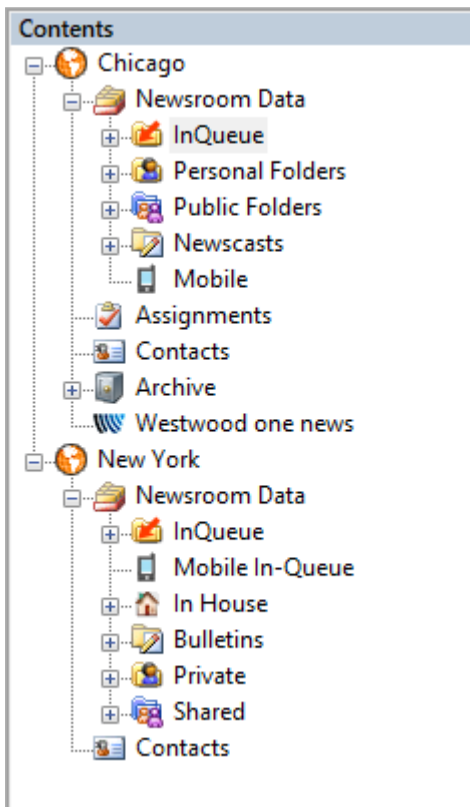 Contents
Chicago
Newsroom Data
InQueue
Personal Folders
Public Folders
Newscasts
Mobile
Assignments
Contacts
Archive
Westwood one news
New York
Newsroom Data
InQueue
Mobile In-Queue
In House
Bulletins
Private
Shared
Contacts